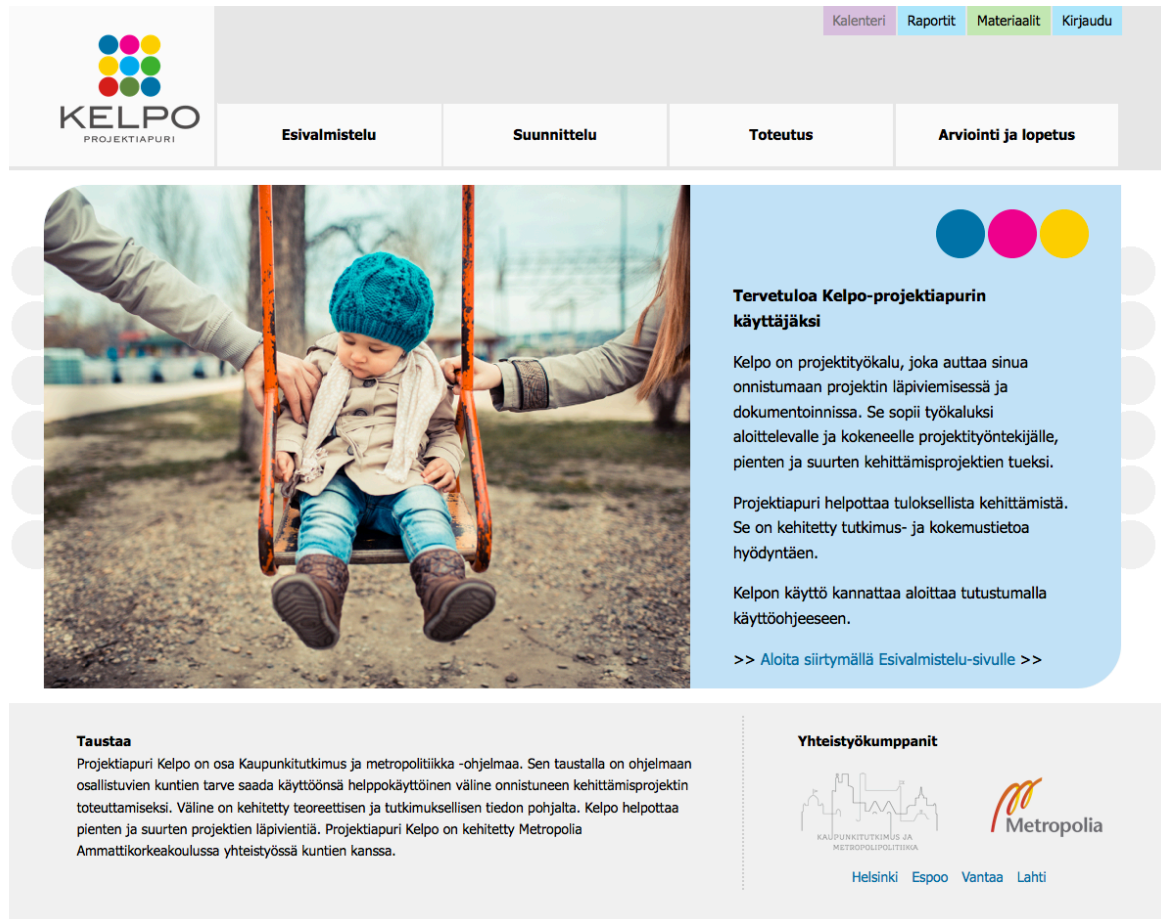 Kalenteri Raportit Materiaalit Kirjaudu
KELPO
PROJEKTIAPURI
Esivalmistelu Suunnittelu Toteutus Arviointi ja lopetus
Tervetuloa Kelpo-projektiapurin
käyttäjäksi
Kelpo on projektityökalu, joka auttaa sinua
onnistumaan projektin läpiviemisessä ja
dokumentoinnissa. Se sopii työkaluksi
aloittelevalle ja kokeneelle projektityöntekijälle,
pienten ja suurten kehittämisprojektien tueksi.
Projektiapuri helpottaa tuloksellista kehittämistä.
Se on kehitetty tutkimus- ja kokemustietoa
hyödyntäen.
Kelpon käyttö kannattaa aloittaa tutustumalla
käyttöohjeeseen.
>> Aloita siirtymällä Esivalmistelu-sivulle >>
Taustaa
Projektiapuri Kelpo on osa Kaupunkitutkimus ja metropolitiikka -ohjelmaa. Sen taustalla on ohjelmaan
osallistuvien kuntien tarve saada käyttöönsä helppokäyttöinen väline onnistuneen kehittämisprojektin
toteuttamiseksi. Väline on kehitetty teoreettisen ja tutkimuksellisen tiedon pohjalta. Kelpo helpottaa
pienten ja suurten projektien läpivientiä. Projektiapuri Kelpo on kehitetty Metropolia
Ammattikorkeakoulussa yhteistyössä kuntien kanssa.
Yhteistyökumppanit
KAUPUNKITUTKIMUS JA
METROPOLIPOLITIIKKA
Metropolia
Helsinki Espoo Vantaa Lahti